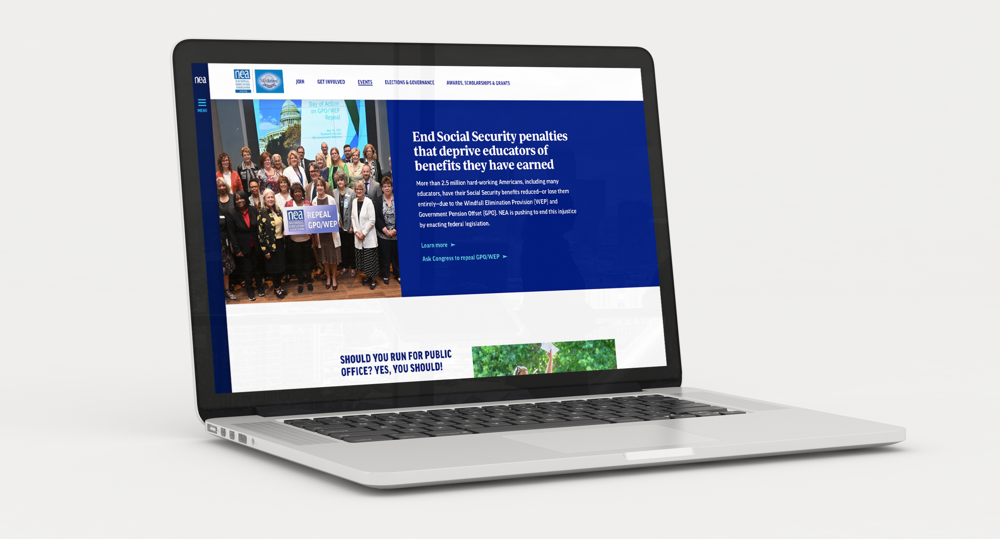 nea
MENU
nea
NATIONAL
EDUCATION
ASSOCIATION
nea.org
NEA Retired
JOIN
GET INVOLVED
EVENTS
ELECTIONS & GOVERNANCE
AWARDS, SCHOLARSHIPS & GRANTS
Day of Action
on GPO/WEP
Repeal
nea
NATIONAL
EDUCATION
ASSOCIATION
REPEAL
GPO/WEP
End Social Security penalties
that deprive educators of
benefits they have earned
More than 2.5 million hard-working Americans, including many
educators, have their Social Security benefits reduced—or lose them
entirely—due to the Windfall Elimination Provision (WEP) and
Government Pension Offset (GPO). NEA is pushing to end this injustice
by enacting federal legislation.
Learn more
Ask Congress to repeal GPO/WEP
SHOULD YOU RUN FOR PUBLIC
OFFICE? YES, YOU SHOULD!